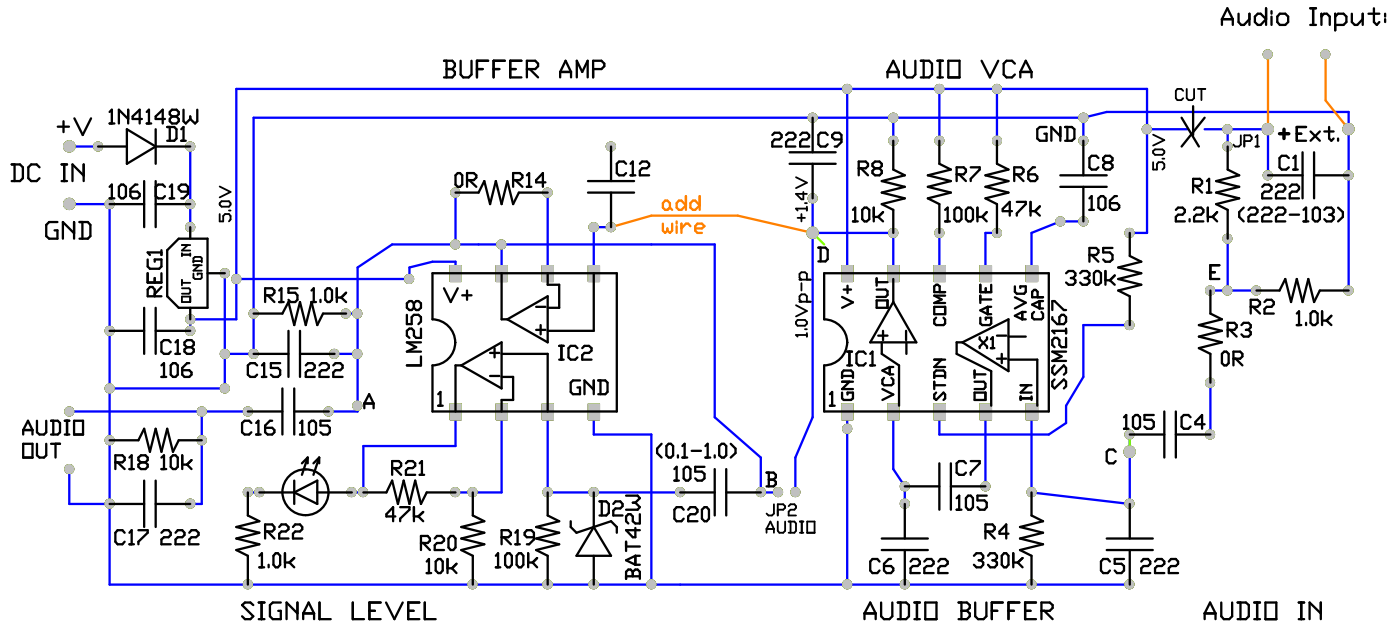 Audio Input:
BUFFER AMP
AUDIO VCA
1N4148W
D1
+V
DC IN
GND
106
C19
5.0V
REG1
IN
GND
OUT
C18
106
R15
1.0k
C15
222
C16
105
A
AUDIO
OUT
R18
10k
C17
222
R22
1.0k
0R
R14
C12
add
wire
V+
LM258
IC2
GND
1
R21
47k
R20
10k
R19
100k
D2
BAT42W
(0.1-1.0)
105
C20
B
JP2
AUDIO
222
C9
+1.4V
D
1.0Vp-p
R8
10k
R7
100k
R6
47k
GND
C8
106
V+
OUT
COMP
GATE
AVG
CAP
IC1
X1
SSM2167
1
GND
VCA
STDN
OUT
IN
C7
105
C6
222
R4
330k
C5
222
R5
330k
5.0V
CUT
JP1
+Ext.
C1
222
(222-103)
R1
2.2k
E
R2
1.0k
R3
0R
105
C4
C
SIGNAL LEVEL
AUDIO BUFFER
AUDIO IN